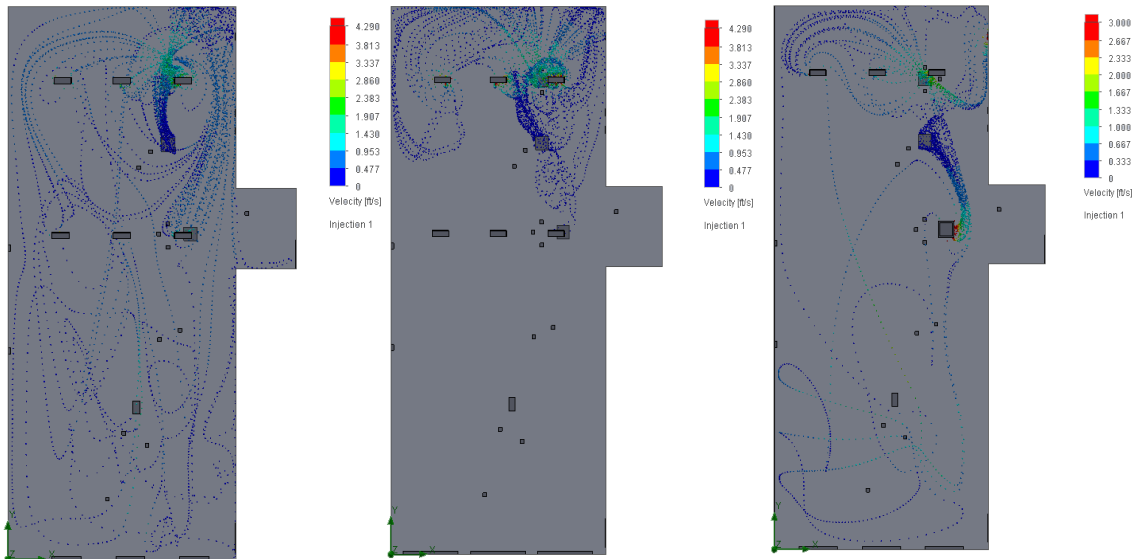 4.290
3.813
3.337
2.860
2.383
1.907
1.430
0.953
0.477
0
Velocity [ft/s]
Injection 1
Y
Z
X
4.290
3.813
3.337
2.860
2.383
1.907
1.430
0.953
0.477
0
Velocity [ft/s]
Injection 1
Y
Z
X
3.000
2.667
2.333
2.000
1.667
1.333
1.000
0.667
0.333
0
Velocity [ft/s]
Injection 1
Y
Z
X